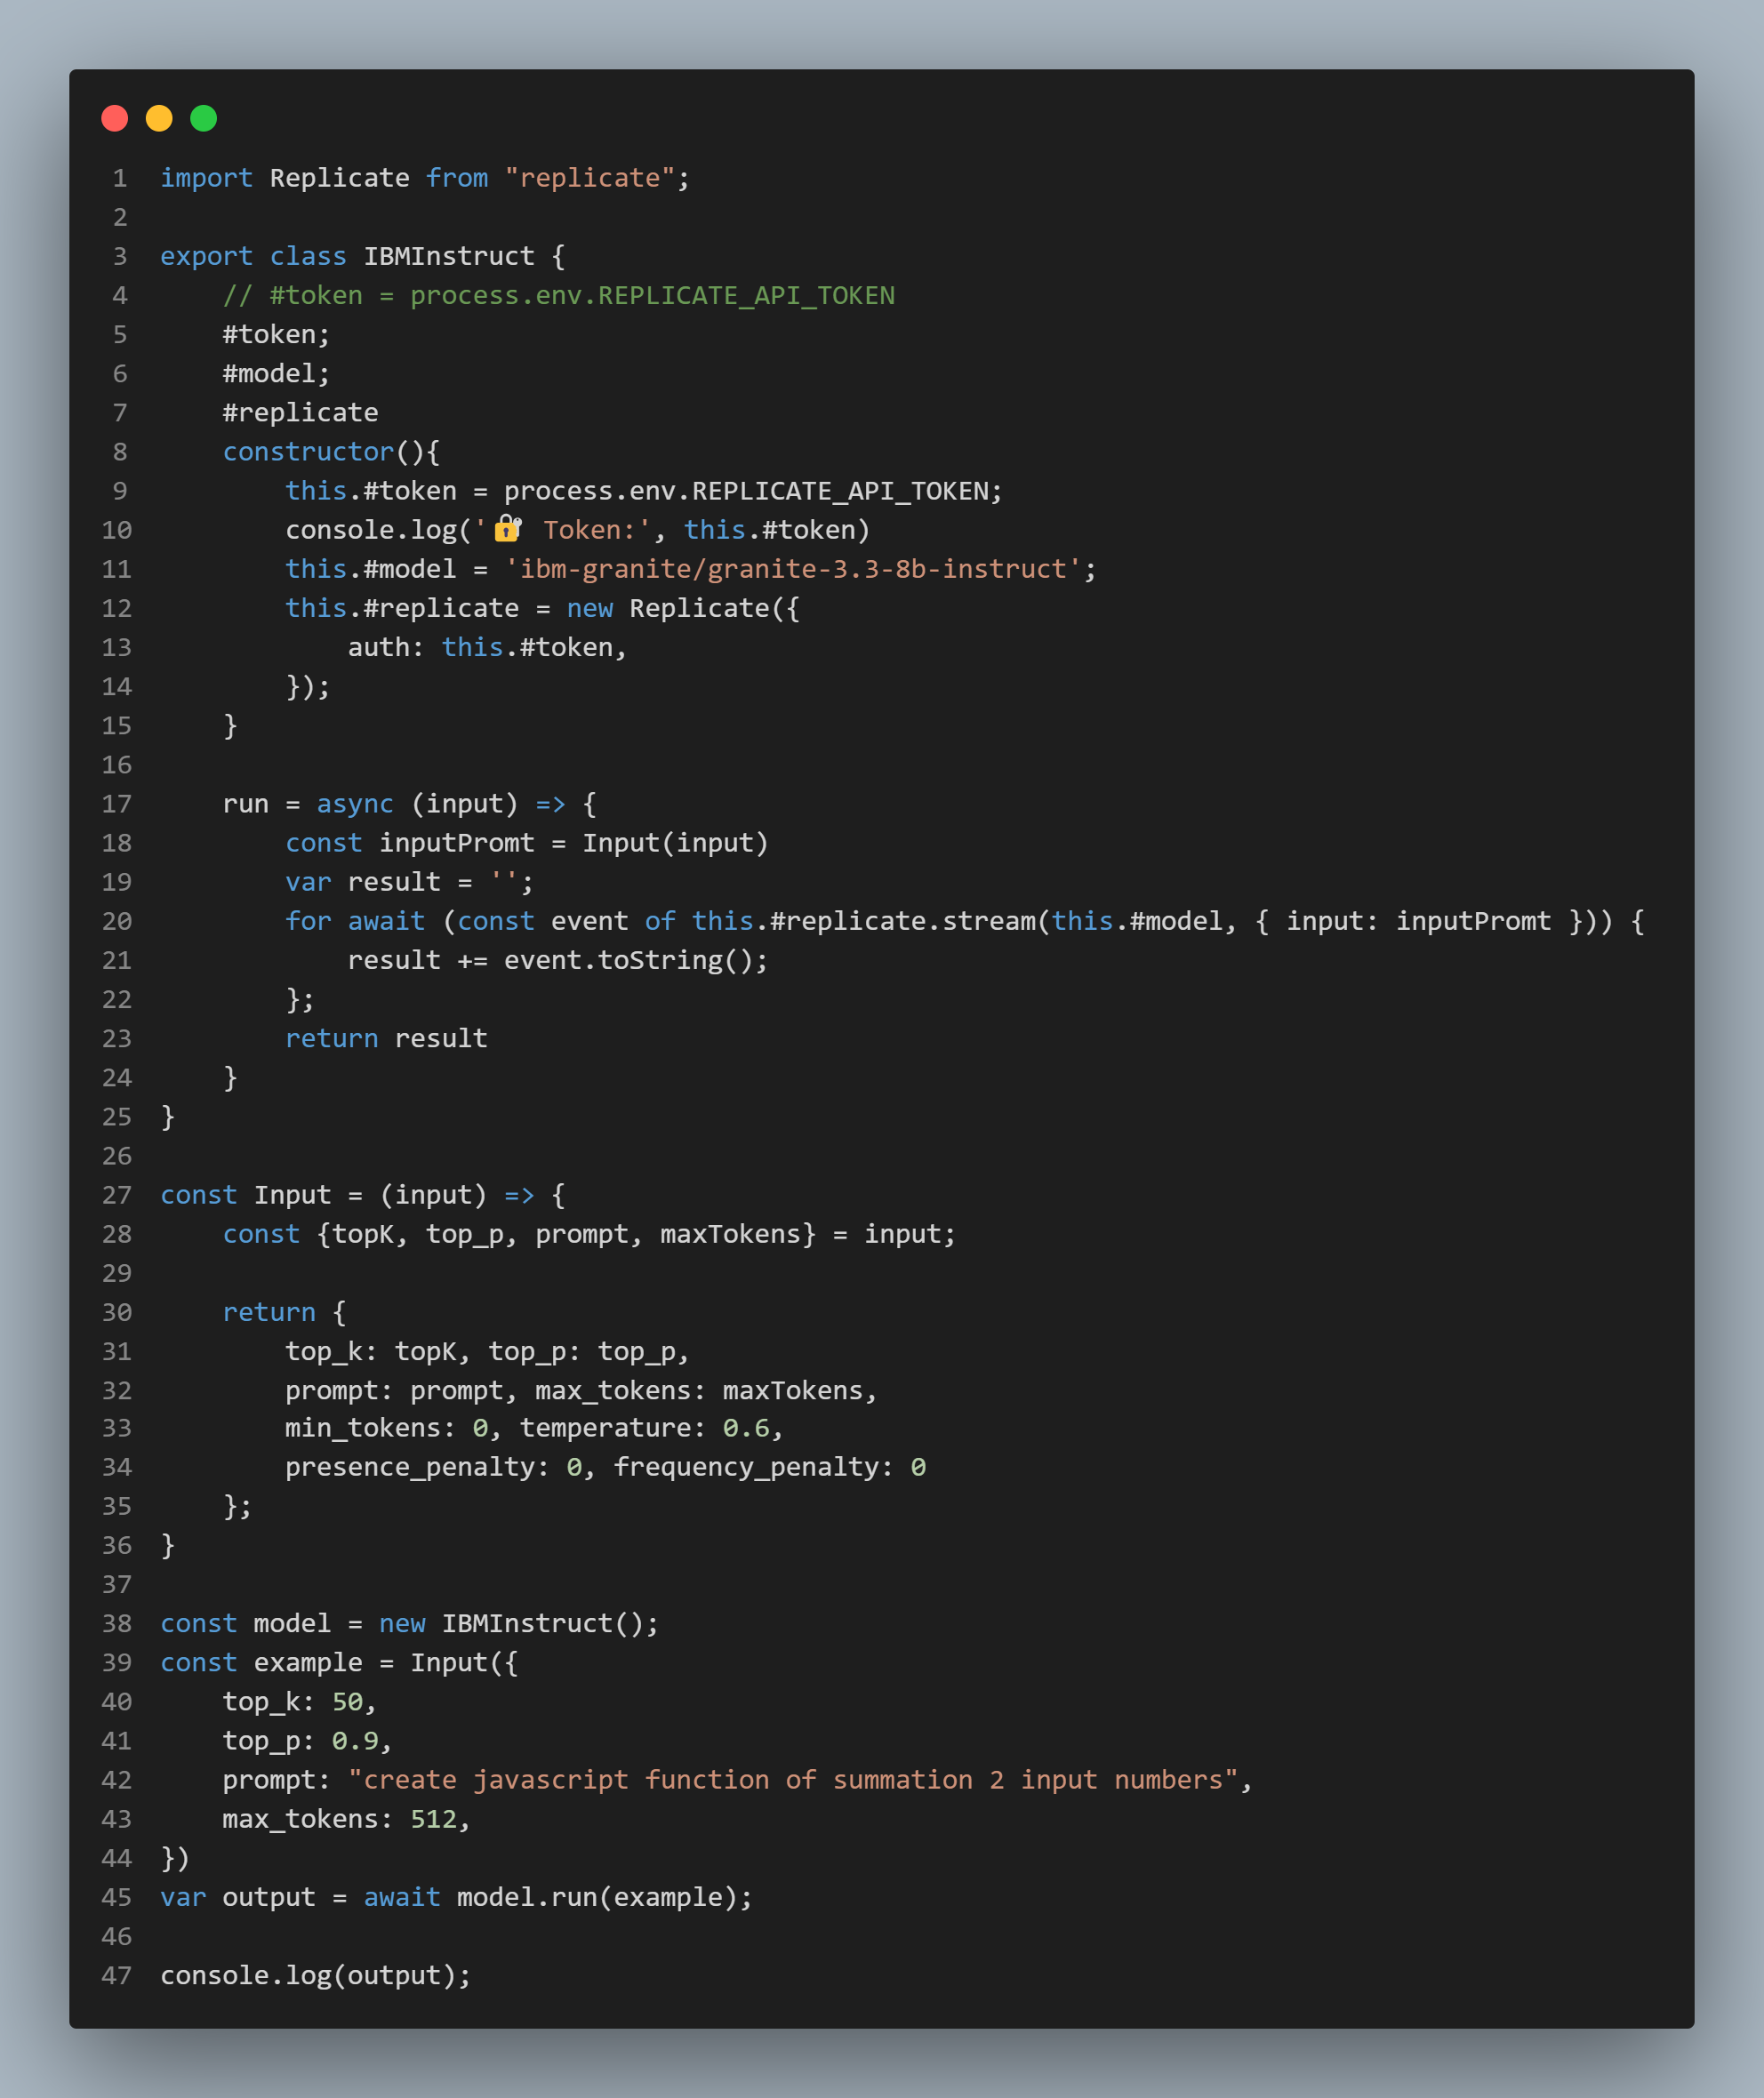 1 import Replicate from "replicate";
2
3 export class IBMInstruct {
4     // #token = process.env.REPLICATE_API_TOKEN
5     #token;
6     #model;
7     #replicate
8     constructor(){
9         this.#token = process.env.REPLICATE_API_TOKEN;
10         console.log('🔐 Token:', this.#token)
11         this.#model = 'ibm-granite/granite-3.3-8b-instruct';
12         this.#replicate = new Replicate({
13             auth: this.#token,
14         });
15     }
16
17     run = async (input) => {
18         const inputPromt = Input(input)
19         var result = '';
20         for await (const event of this.#replicate.stream(this.#model, { input: inputPromt })) {
21             result += event.toString();
22         };
23         return result
24     }
25 }
26
27 const Input = (input) => {
28     const {topK, top_p, prompt, maxTokens} = input;
29
30     return {
31         top_k: topK, top_p: top_p,
32         prompt: prompt, max_tokens: maxTokens,
33         min_tokens: 0, temperature: 0.6,
34         presence_penalty: 0, frequency_penalty: 0
35     };
36 }
37
38 const model = new IBMInstruct();
39 const example = Input({
40     top_k: 50,
41     top_p: 0.9,
42     prompt: "create javascript function of summation 2 input numbers",
43     max_tokens: 512,
44 })
45 var output = await model.run(example);
46
47 console.log(output);